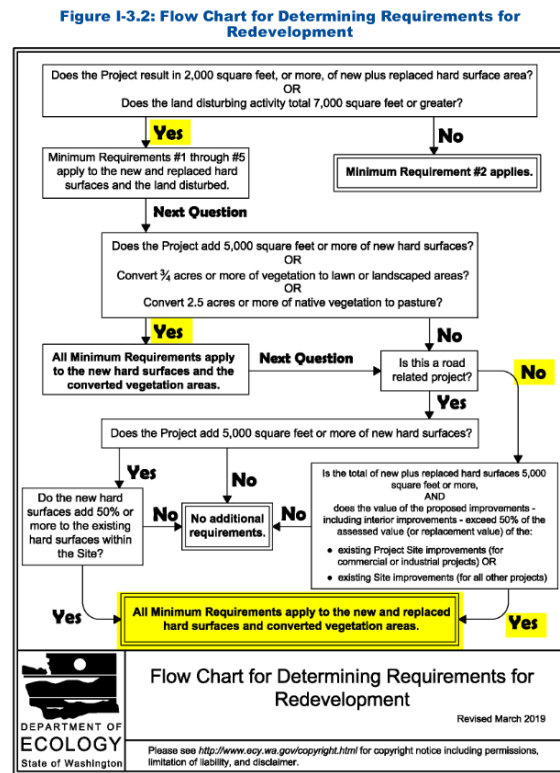 Figure I-3.2: Flow Chart for Determining Requirements for
Redevelopment
Does the Project result in 2,000 square feet, or more, of new plus replaced hard surface area?
OR
Does the land disturbing activity total 7,000 square feet or greater?
Yes
No
Minimum Requirements #1 through #5
apply to the new and replaced hard
surfaces and the land disturbed.
Minimum Requirement #2 applies.
Next Question
Does the Project add 5,000 square feet or more of new hard surfaces?
OR
Convert ¾ acres or more of vegetation to lawn or landscaped areas?
OR
Convert 2.5 acres or more of native vegetation to pasture?
Yes
No
All Minimum Requirements apply
to the new hard surfaces and the
converted vegetation areas.
Next Question
Is this a road
related project?
No
Yes
Does the Project add 5,000 square feet or more of new hard surfaces?
Yes
No
Do the new hard
surfaces add 50% or
more to the existing
hard surfaces within
the Site?
No
No additional
requirements.
No
Is the total of new plus replaced hard surfaces 5,000
square feet or more,
AND
does the value of the proposed improvements -
including interior improvements - exceed 50% of the
assessed value (or replacement value) of the:
• existing Project Site improvements (for
commercial or industrial projects) OR
• existing Site improvements (for all other projects)
Yes
All Minimum Requirements apply to the new and replaced
hard surfaces and converted vegetation areas.
Yes
DEPARTMENT OF
ECOLOGY
State of Washington
Flow Chart for Determining Requirements for
Redevelopment
Revised March 2019
Please see http://www.ecy.wa.gov/copyright.html for copyright notice including permissions,
limitation of liability, and disclaimer.